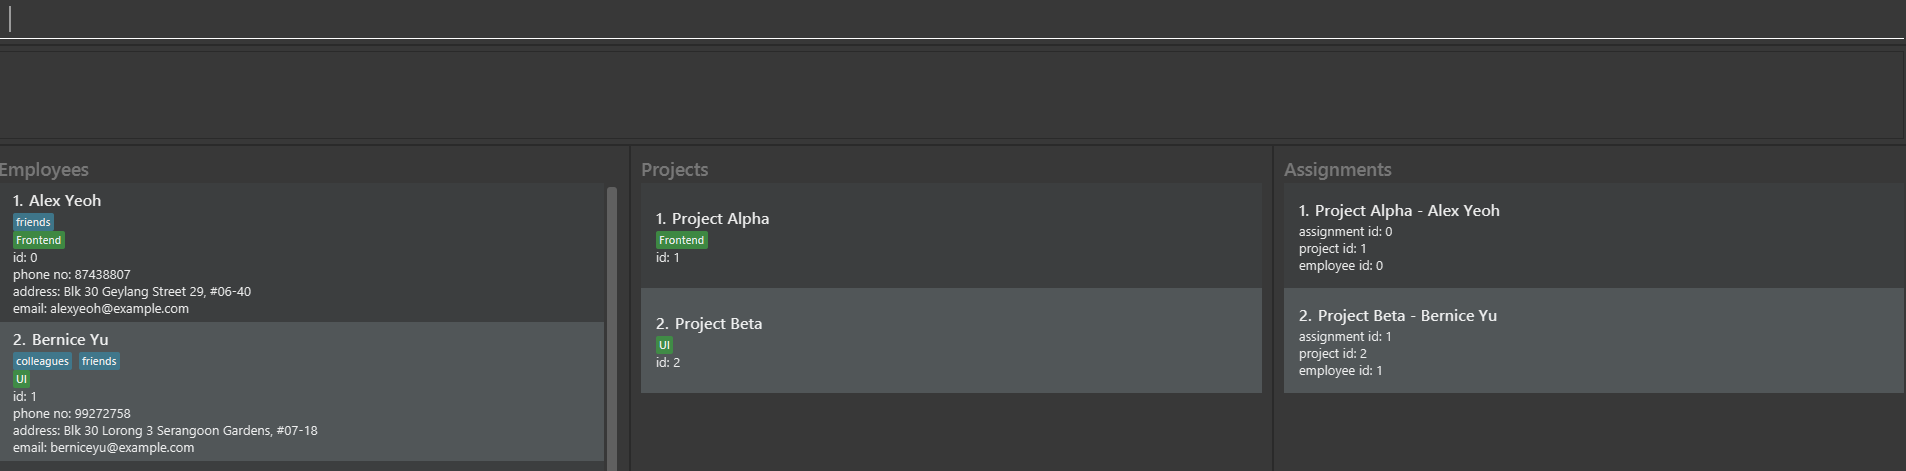 Employees
1. Alex Yeoh
friends
Frontend
id: 0
phone no: 87438807
address: Blk 30 Geylang Street 29, #06-40
email: alexyeoh@example.com
2. Bernice Yu
colleagues friends
UI
id: 1
phone no: 99272758
address: Blk 30 Lorong 3 Serangoon Gardens, #07-18
email: berniceyu@example.com
Projects
1. Project Alpha
Frontend
id: 1
2. Project Beta
UI
id: 2
Assignments
1. Project Alpha - Alex Yeoh
assignment id: 0
project id: 1
employee id: 0
2. Project Beta - Bernice Yu
assignment id: 1
project id: 2
employee id: 1